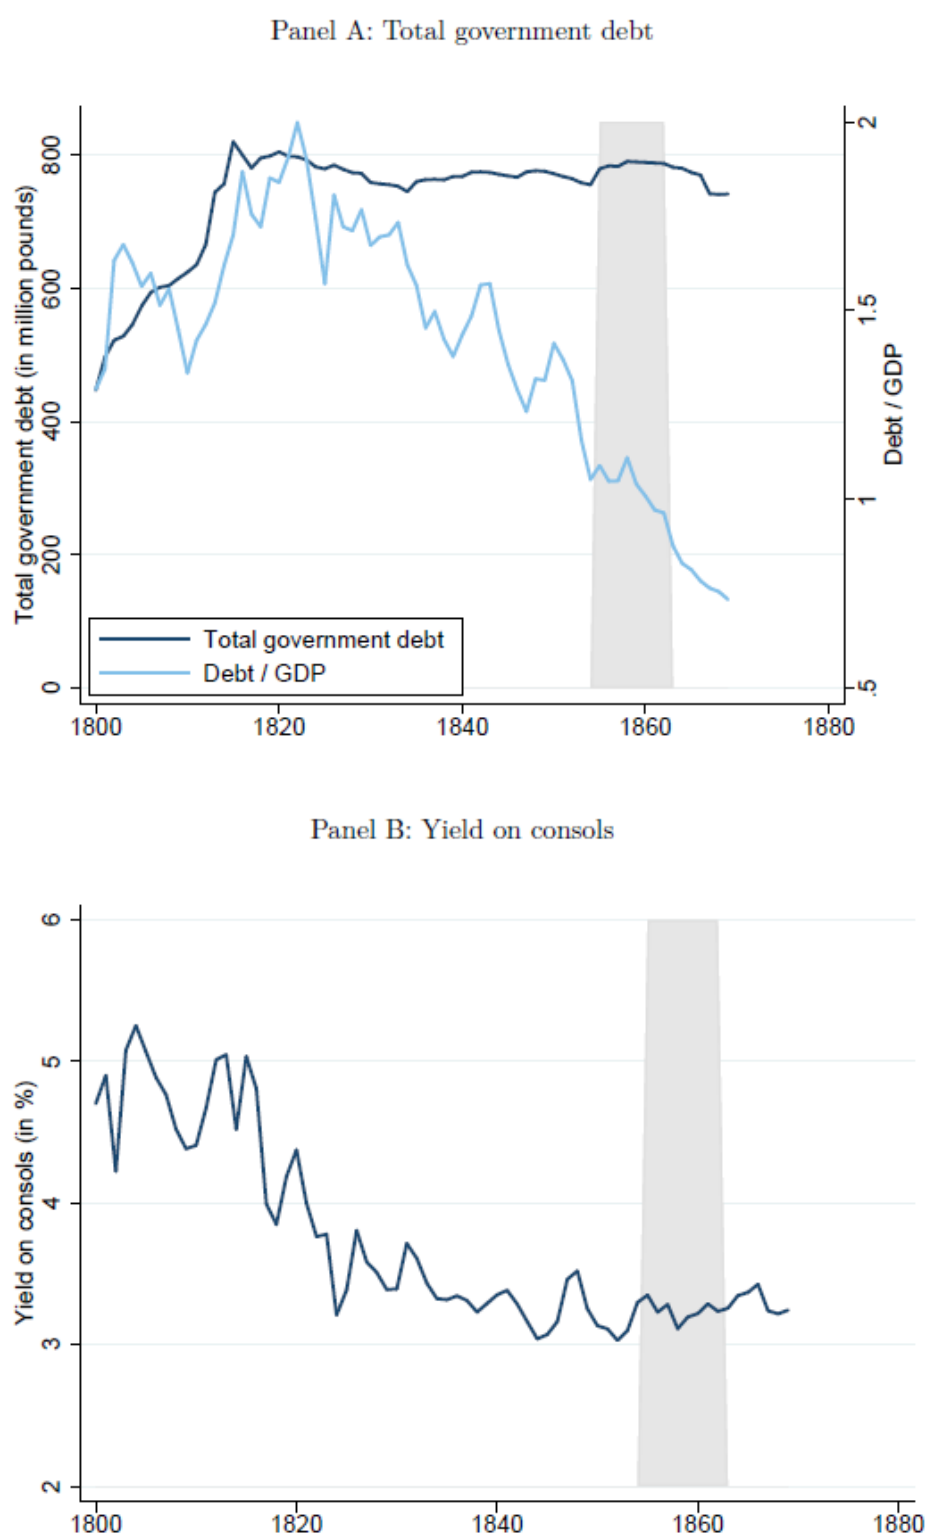 Panel A: Total government debt
Total government debt (in million pounds)
800
600
400
200
0
2
1.5
1
.5
Debt / GDP
Total government debt
Debt / GDP
1800 1820 1840 1860 1880
Panel B: Yield on consols
Yield on consols (in %)
6
5
4
3
2
1800 1820 1840 1860 1880